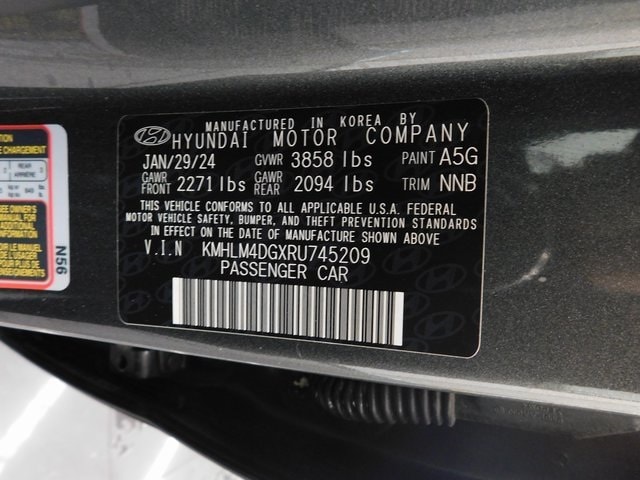 MANUFACTURED IN KOREA BY
HYUNDAI MOTOR COMPANY
JAN/29/24 GVWR 3858 lbs PAINT A5G
GAWR FRONT 2271 lbs GAWR REAR 2094 lbs TRIM NNB
THIS VEHICLE CONFORMS TO ALL APPLICABLE U.S.A. FEDERAL
MOTOR VEHICLE SAFETY, BUMPER, AND THEFT PREVENTION STANDARDS
IN EFFECT ON THE DATE OF MANUFACTURE SHOWN ABOVE
V.I.N KMHLM4DGXRU745209
PASSENGER CAR
N56